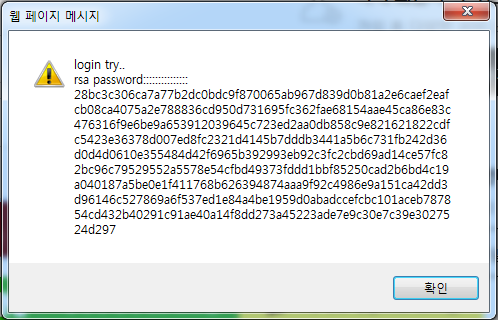 웹 페이지 메시지
login try..
rsa password:::::::::::::::
28bc3c306ca7a77b2dc0bdc9f870065ab967d839d0b81a2e6caef2eaf
cb08ca4075a2e788836cd950d731695fc362fae68154aae45ca86e83c
476316f9e6be9a653912039645c723ed2aa0db858c9e821621822cdf
c5423e36378d007ed8fc2321d4145b7dddb3441a5b6c731fb242d36
d0d4d0610e355484d42f6965b392993eb92c3fc2cbd69ad14ce57fc8
2bc96c79529552a5578e54cfbd49373fddd1bbf85250cad2b6bd4c19
a040187a5be0e1f411768b626394874aaa9f92c4986e9a151ca42dd3
d96146c527869a6f537ed1e84a4be1959d0abadccefcbc101aceb7878
54cd432b40291c91ae40a14f8dd273a45223ade7e9c30e7c39e30275
24d297
확인